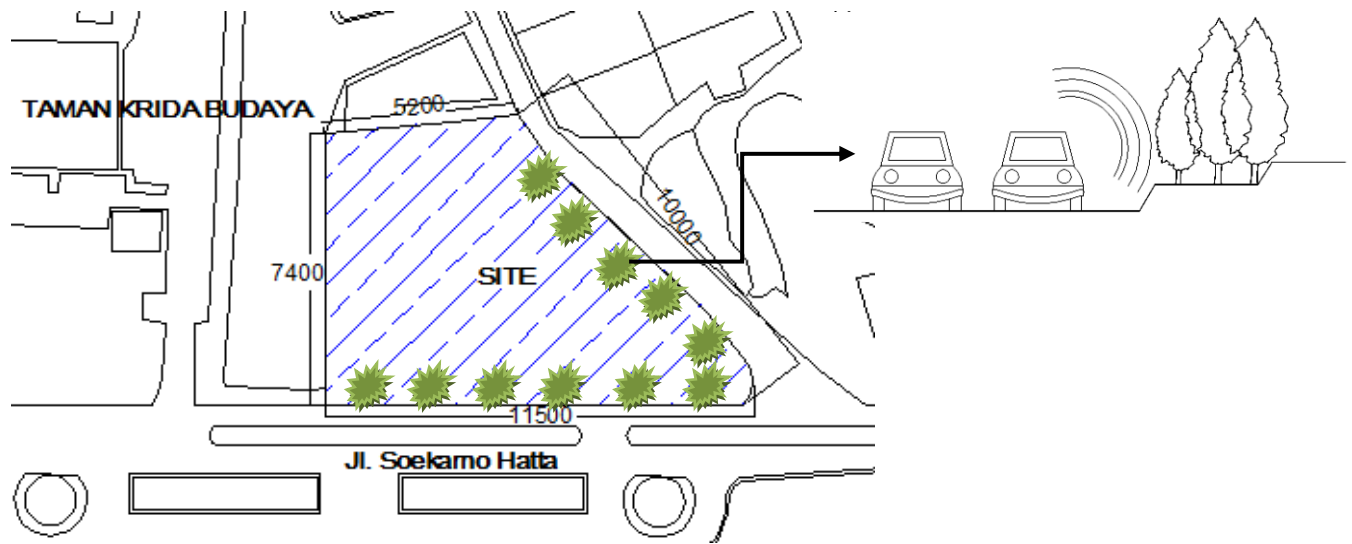 TAMAN KRIDA BUDAYA
5200
10000
7400
SITE
11500
Jl. Soekarno Hatta